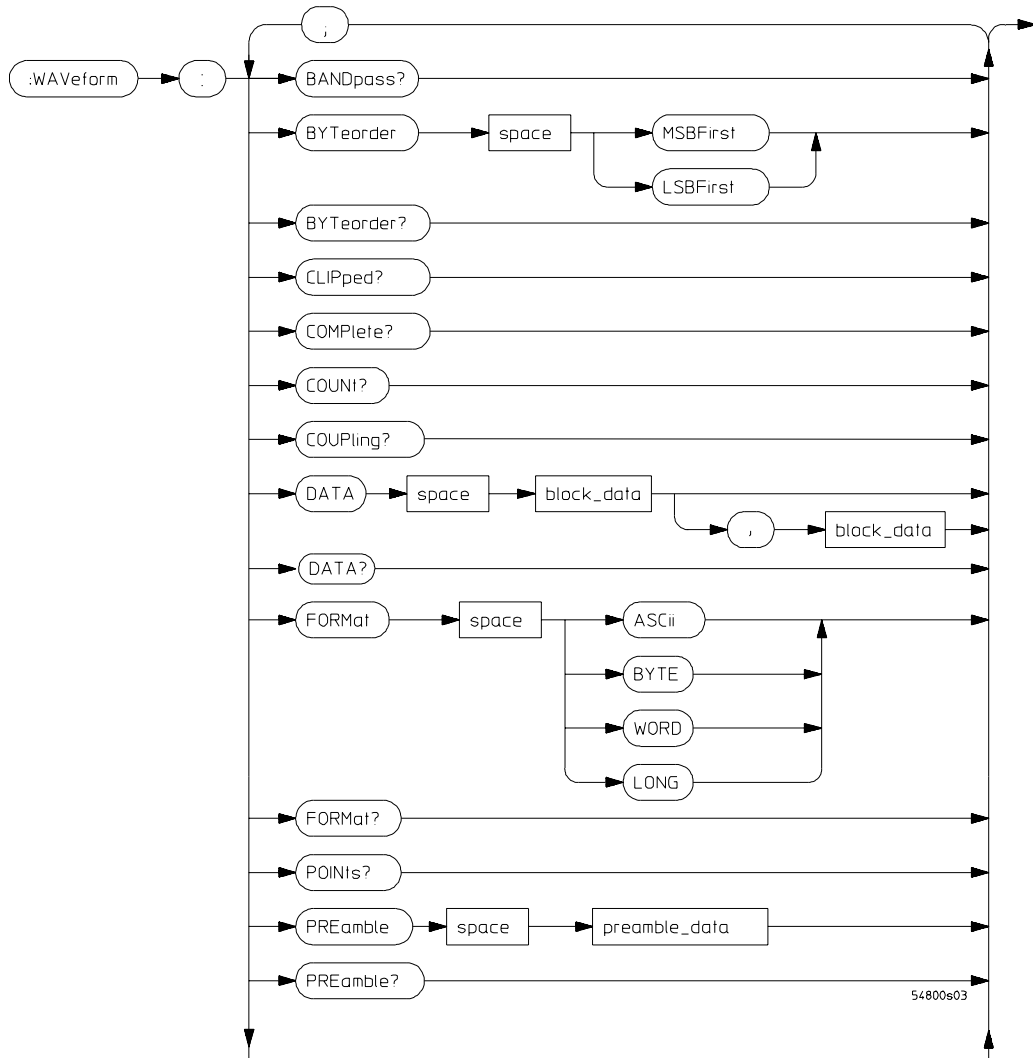 ;
:WAVeform : BANDpass?
BYTeorder space MSBFirst
LSBFirst
BYTeorder?
CLIPped?
COMPlete?
COUNt?
COUPling?
DATA space block_data
, block_data
DATA?
FORMat space ASCii
BYTE
WORD
LONG
FORMat?
POINts?
PREamble space preamble_data
PREamble?
54800s03